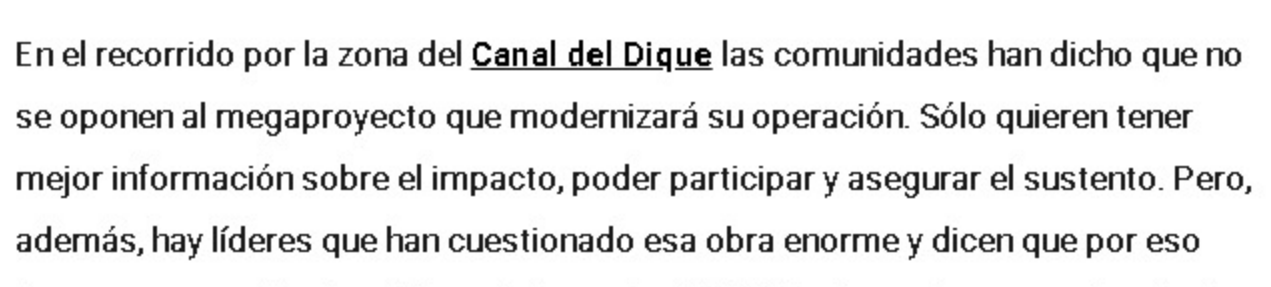 En el recorrido por la zona del Canal del Dique las comunidades han dicho que no
se oponen al megaproyecto que modernizará su operación. Sólo quieren tener
mejor información sobre el impacto, poder participar y asegurar el sustento. Pero,
además, hay líderes que han cuestionado esa obra enorme y dicen que por eso